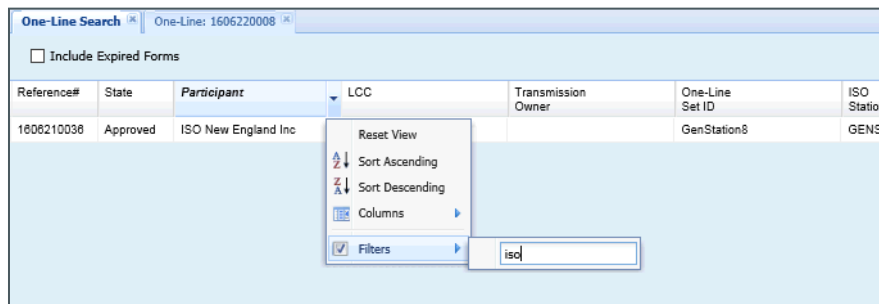 One-Line Search One-Line: 1606220008
Include Expired Forms
Reference# State Participant LCC Transmission Owner One-Line Set ID ISO Statio
1606210036 Approved ISO New England Inc GenStation8 GENS
Reset View
Sort Ascending
Sort Descending
Columns
Filters iso